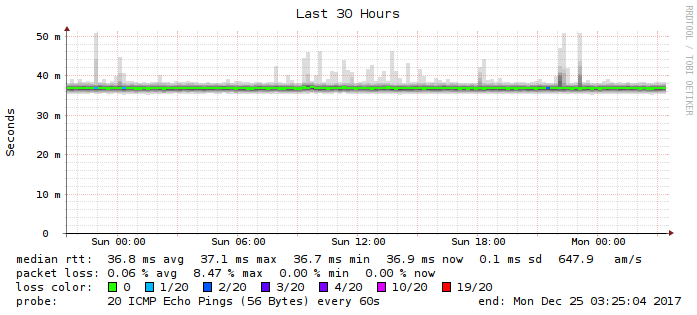 Last 30 Hours
RRDTOOL / TOBI OETIKER
Seconds
50 m
40 m
30 m
20 m
10 m
0
Sun 00:00 Sun 06:00 Sun 12:00 Sun 18:00 Mon 00:00
median rtt: 36.8 ms avg 37.1 ms max 36.7 ms min 36.9 ms now 0.1 ms sd 647.9 am/s
packet loss: 0.06 % avg 8.47 % max 0.00 % min 0.00 % now
loss color: 0 1/20 2/20 3/20 4/20 10/20 19/20
probe: 20 ICMP Echo Pings (56 Bytes) every 60s end: Mon Dec 25 03:25:04 2017